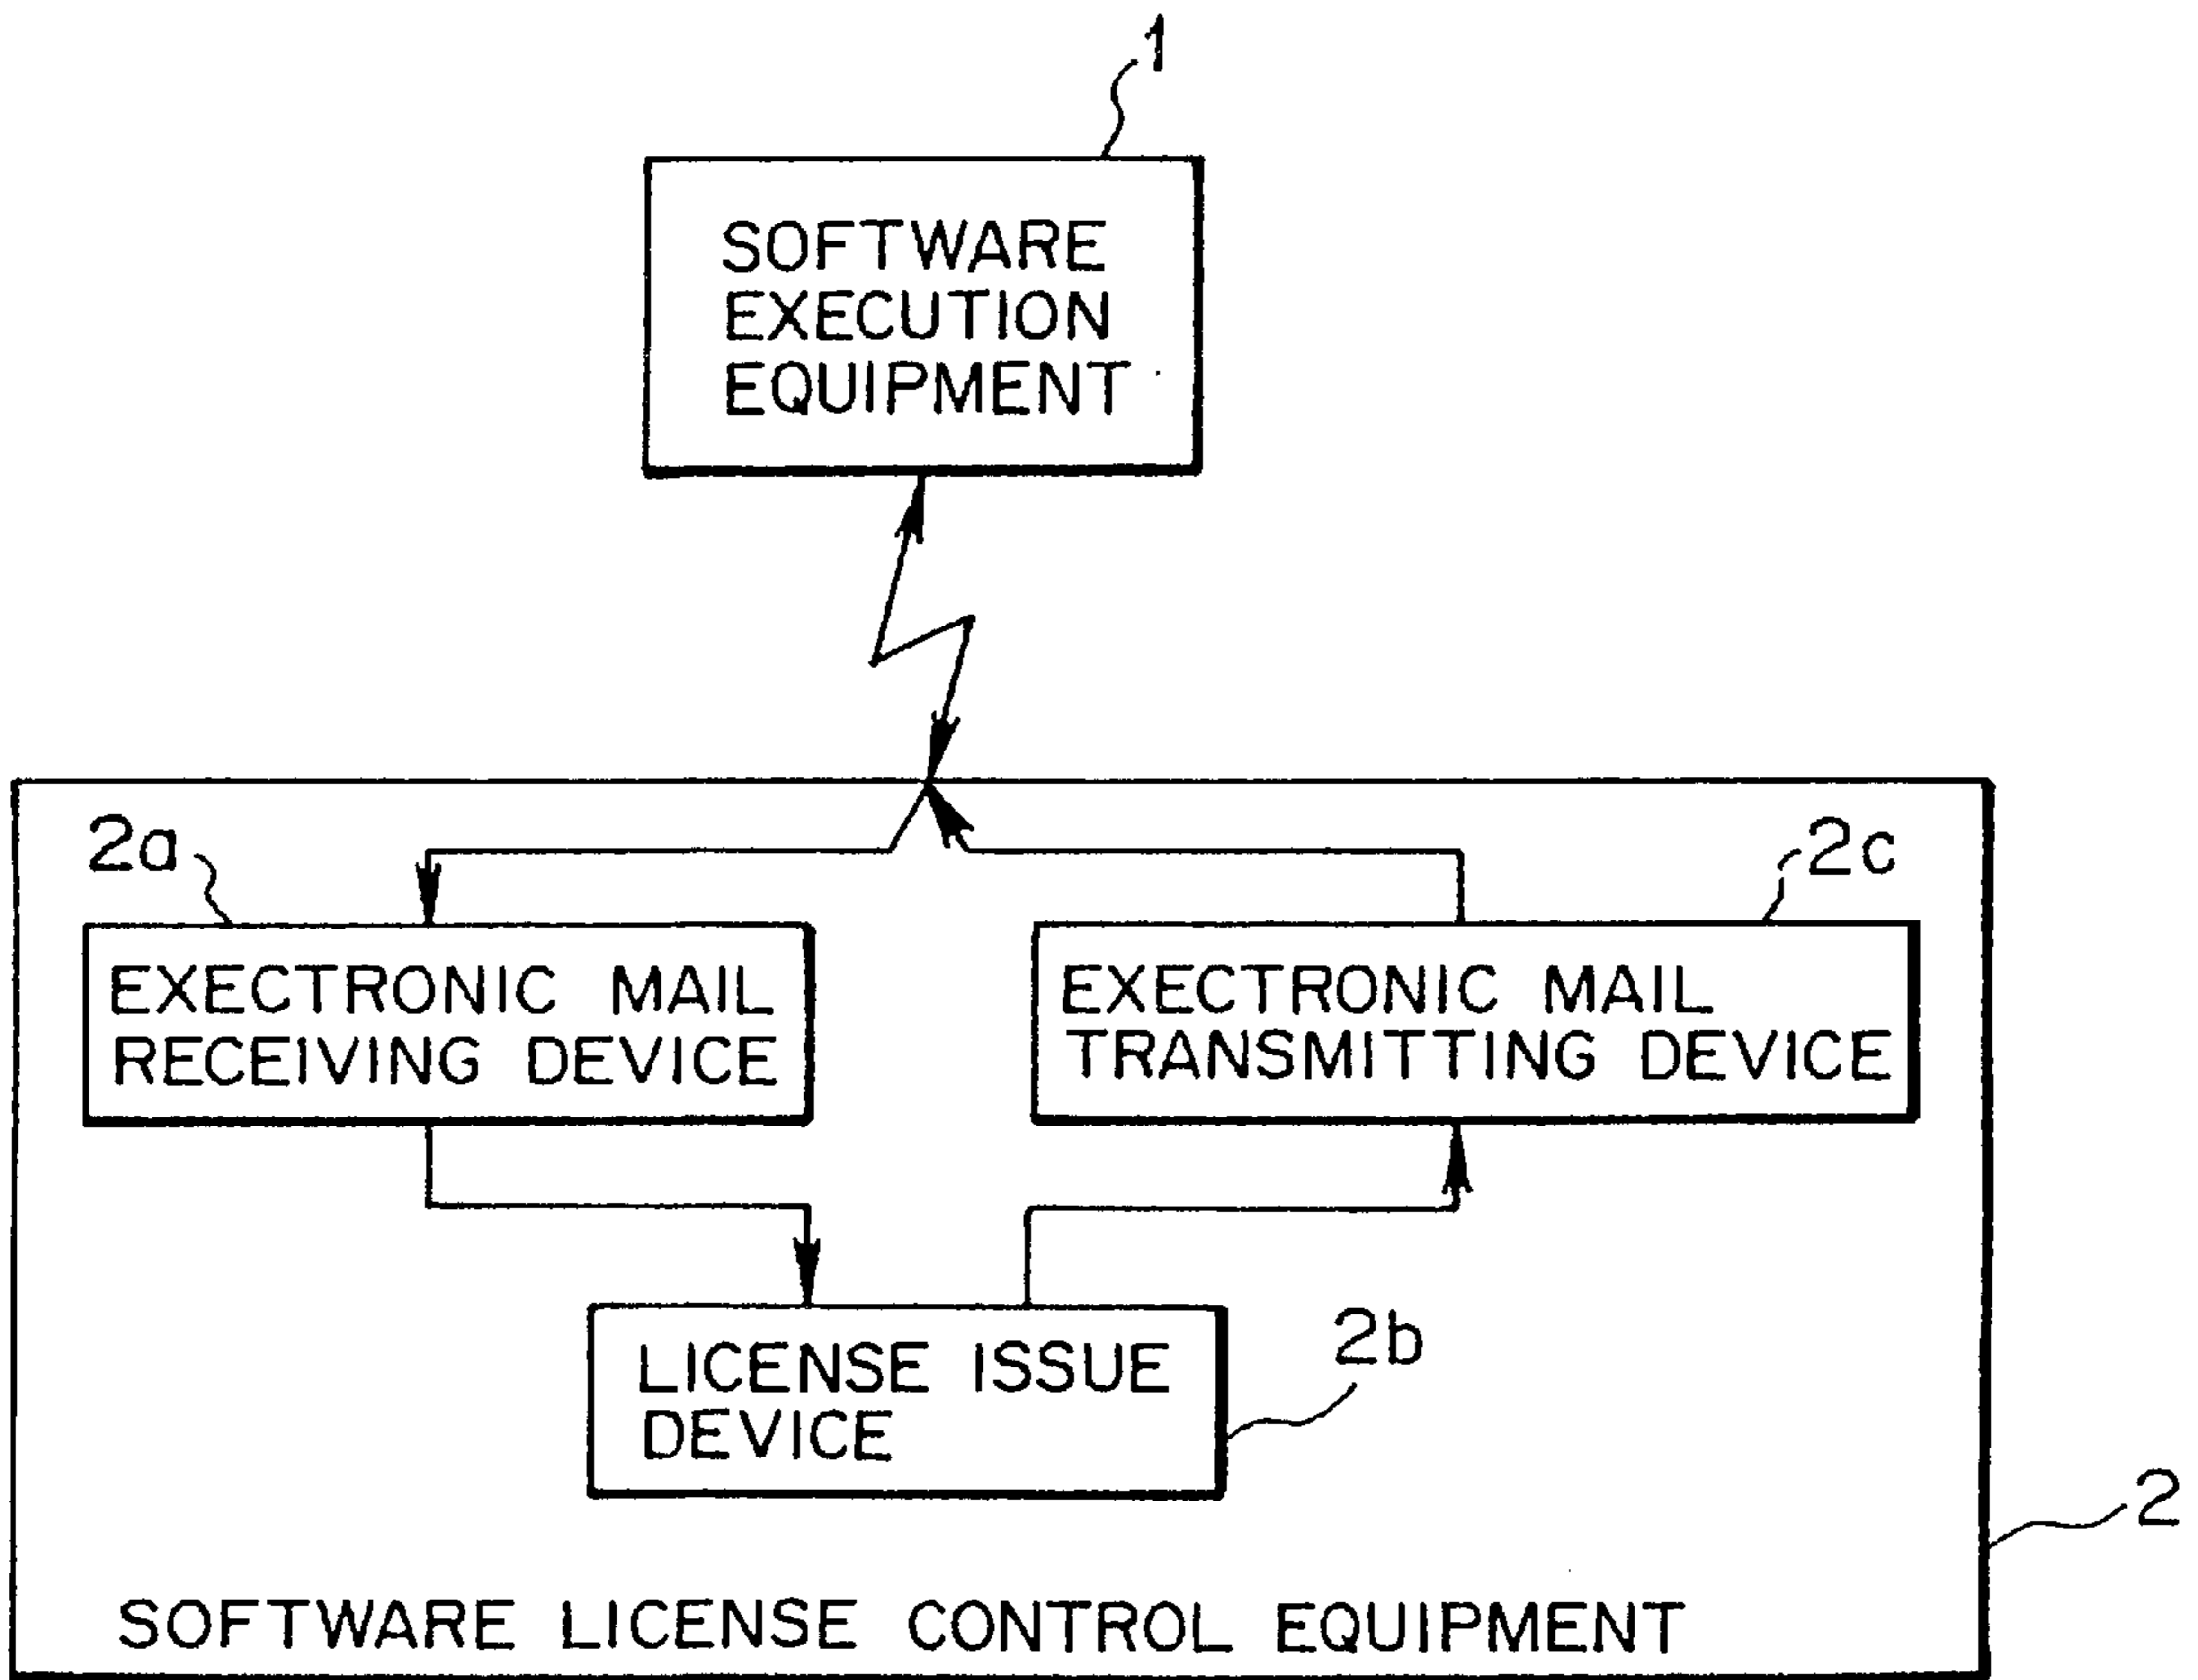 1
SOFTWARE
EXECUTION
EQUIPMENT
2a
2c
EXECTRONIC MAIL
RECEIVING DEVICE
EXECTRONIC MAIL
TRANSMITTING DEVICE
LICENSE ISSUE
DEVICE
2b
2
SOFTWARE LICENSE CONTROL EQUIPMENT